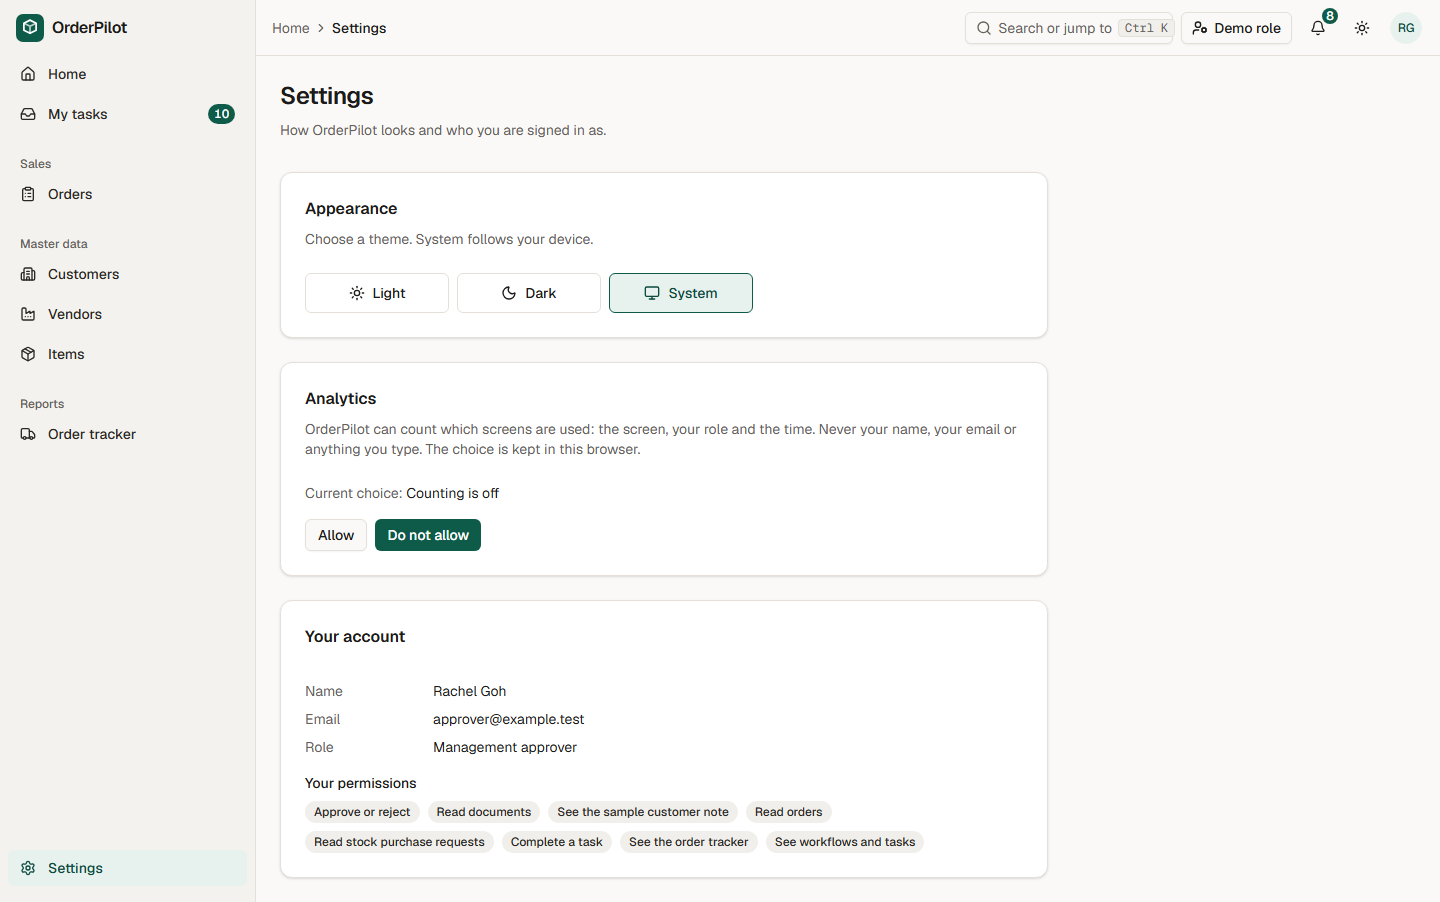 OrderPilot
Home
My tasks
10
Sales
Orders
Master data
Customers
Vendors
Items
Reports
Order tracker
Settings
Home
Settings
Search or jump to
Ctrl K
Demo role
8
RG
Settings
How OrderPilot looks and who you are signed in as.
Appearance
Choose a theme. System follows your device.
Light
Dark
System
Analytics
OrderPilot can count which screens are used: the screen, your role and the time. Never your name, your email or
anything you type. The choice is kept in this browser.
Current choice: Counting is off
Allow
Do not allow
Your account
Name Rachel Goh
Email approver@example.test
Role Management approver
Your permissions
Approve or reject Read documents See the sample customer note Read orders
Read stock purchase requests Complete a task See the order tracker See workflows and tasks